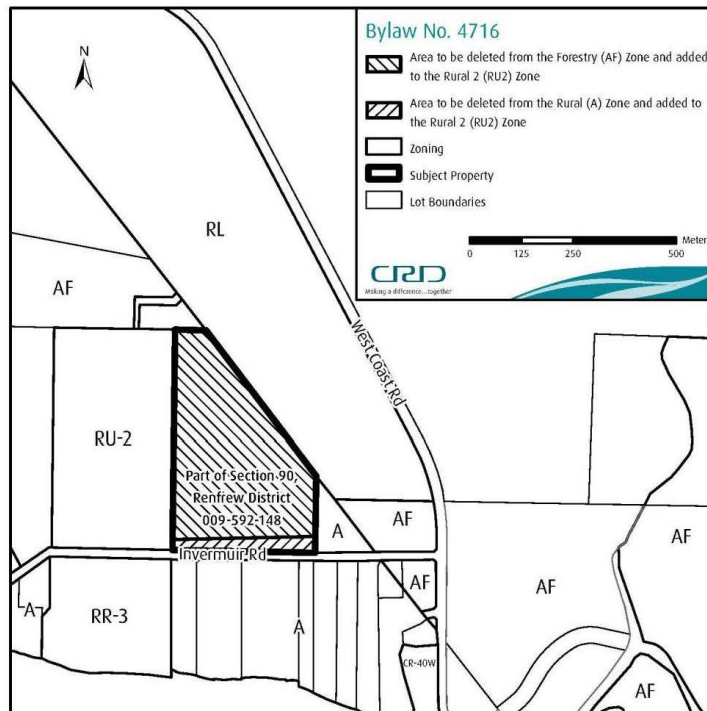 Bylaw No. 4716
Area to be deleted from the Forestry (AF) Zone and added
to the Rural 2 (RU2) Zone
Area to be deleted from the Rural (A) Zone and added to
the Rural 2 (RU2) Zone
Zoning
Subject Property
Lot Boundaries
Meter
0 125 250 500
CRD
Making a difference...together
N
RL
AF
West Coast Rd
RU-2
Part of Section 90,
Renfrew District
009-592-148
A
AF
Invermuir Rd
AF
AF
A
RR-3
A
CR-40W
AF